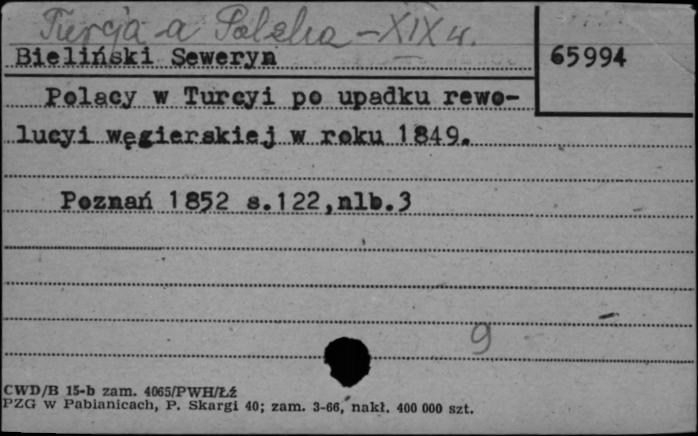 Turcja a Polska - XIX w.
Bieliński Seweryn
65994
Polacy w Turcyi po upadku rewo-
lucyi węgierskiej w roku 1849.
Poznań 1852 s.122,nlb.3
9
CWD/B 15-b zam. 4065/PWH/Łź
PZG w Pabianicach, P. Skargi 40; zam. 3-66, nakł. 400 000 szt.